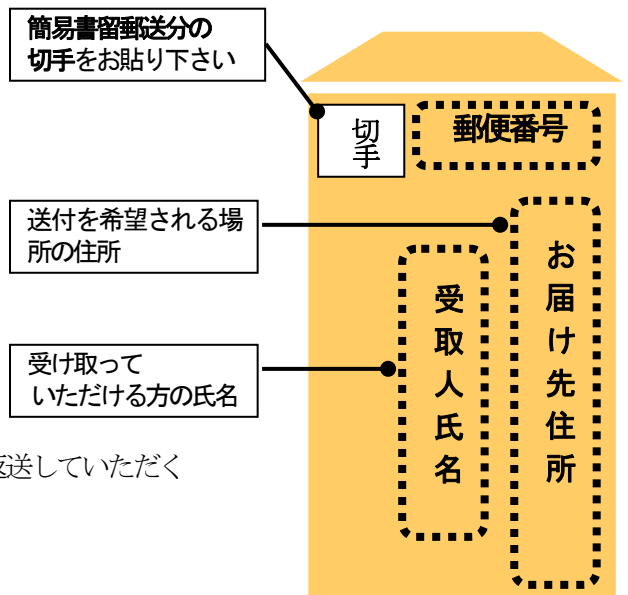 簡易書留郵送分の
切手をお貼り下さい
切手
郵便番号
送付を希望される場
所の住所
お届け先住所
受取人氏名
受け取って
いただける方の氏名
返送していただく